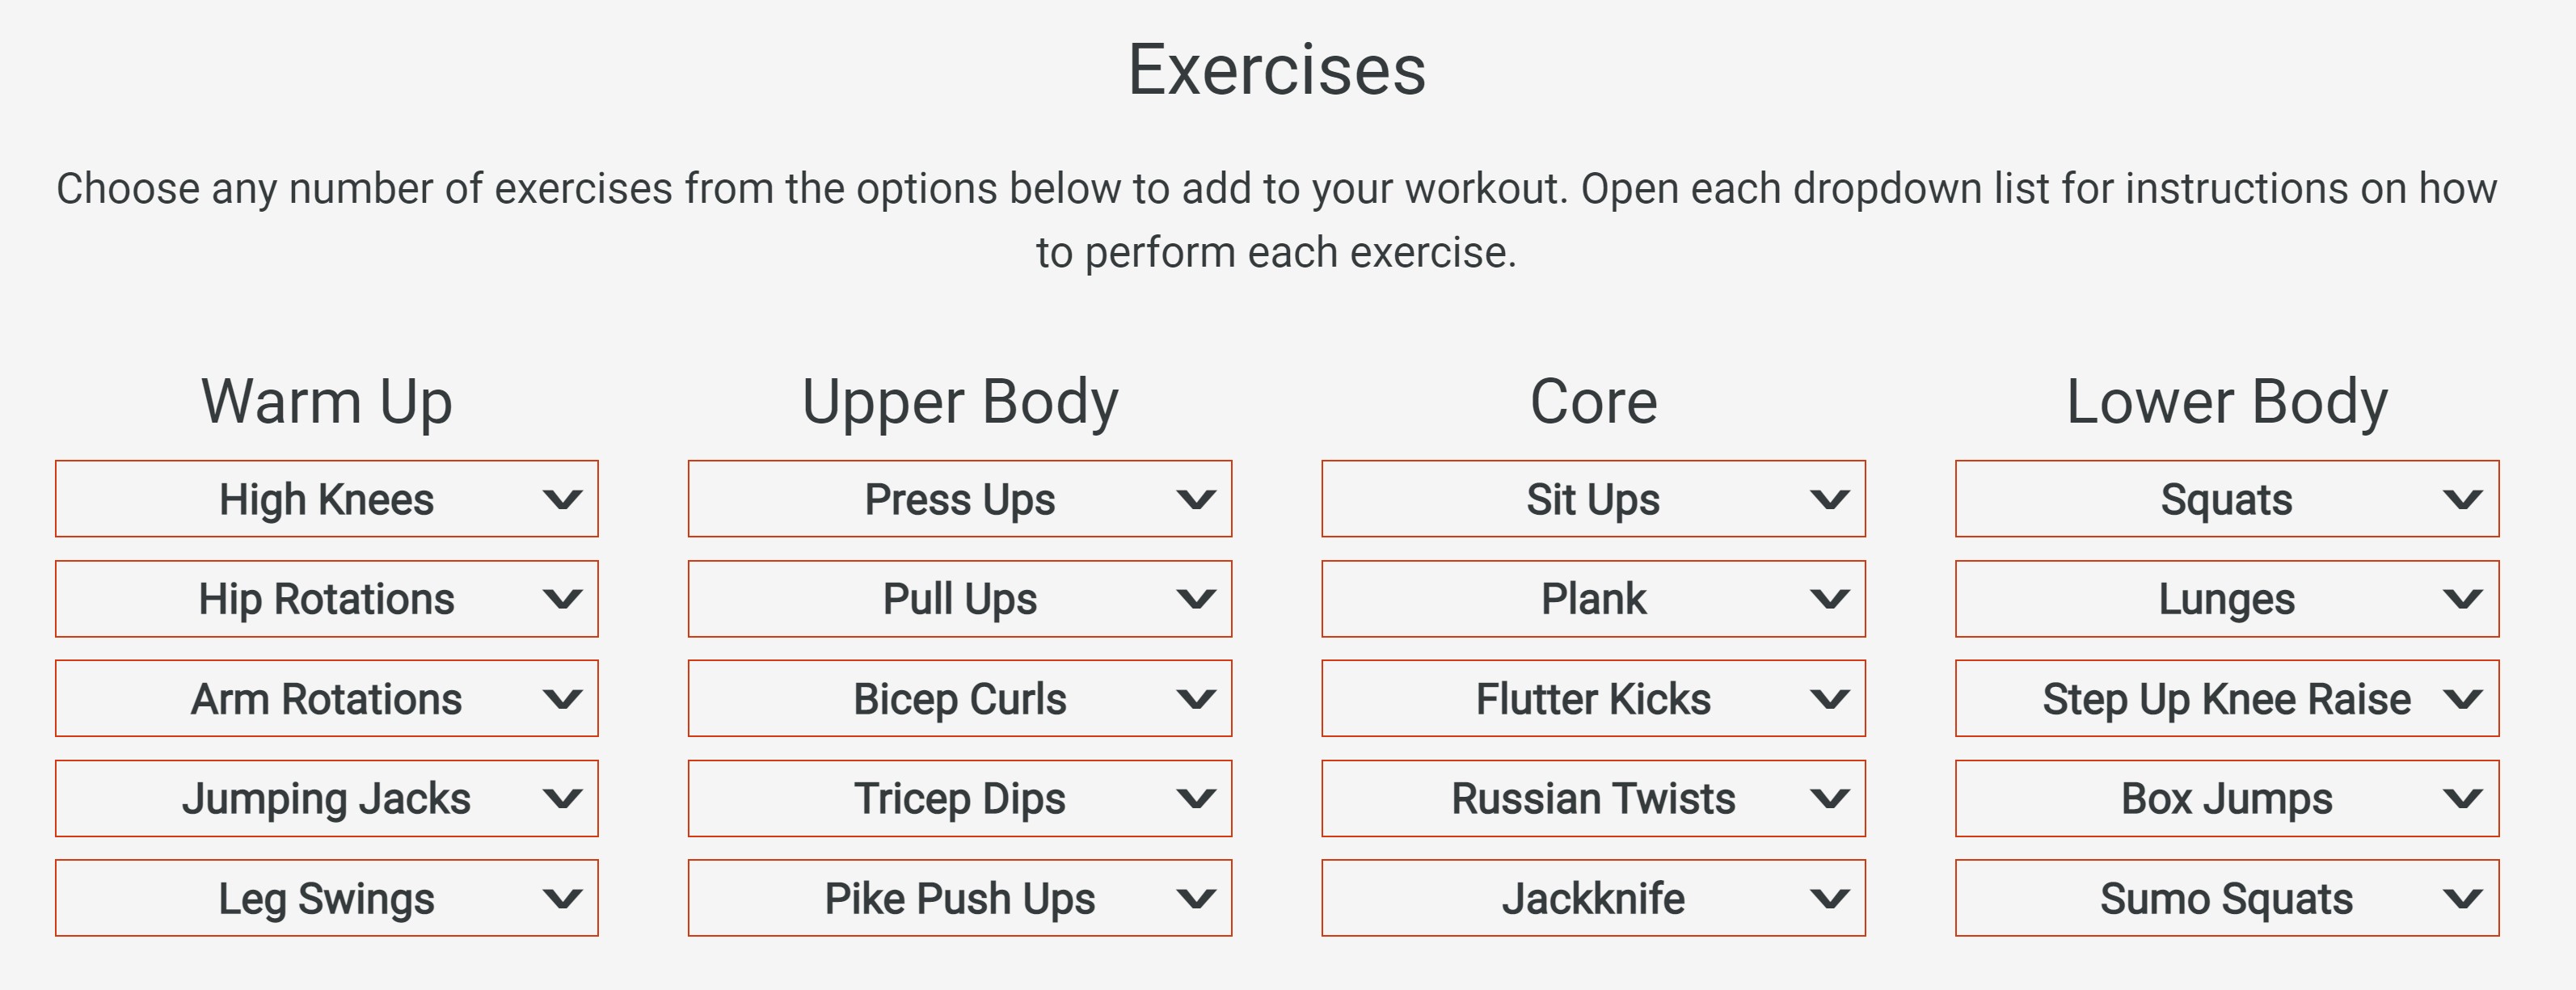 Exercises
Choose any number of exercises from the options below to add to your workout. Open each dropdown list for instructions on how
to perform each exercise.
Warm Up
High Knees
Hip Rotations
Arm Rotations
Jumping Jacks
Leg Swings
Upper Body
Press Ups
Pull Ups
Bicep Curls
Tricep Dips
Pike Push Ups
Core
Sit Ups
Plank
Flutter Kicks
Russian Twists
Jackknife
Lower Body
Squats
Lunges
Step Up Knee Raise
Box Jumps
Sumo Squats